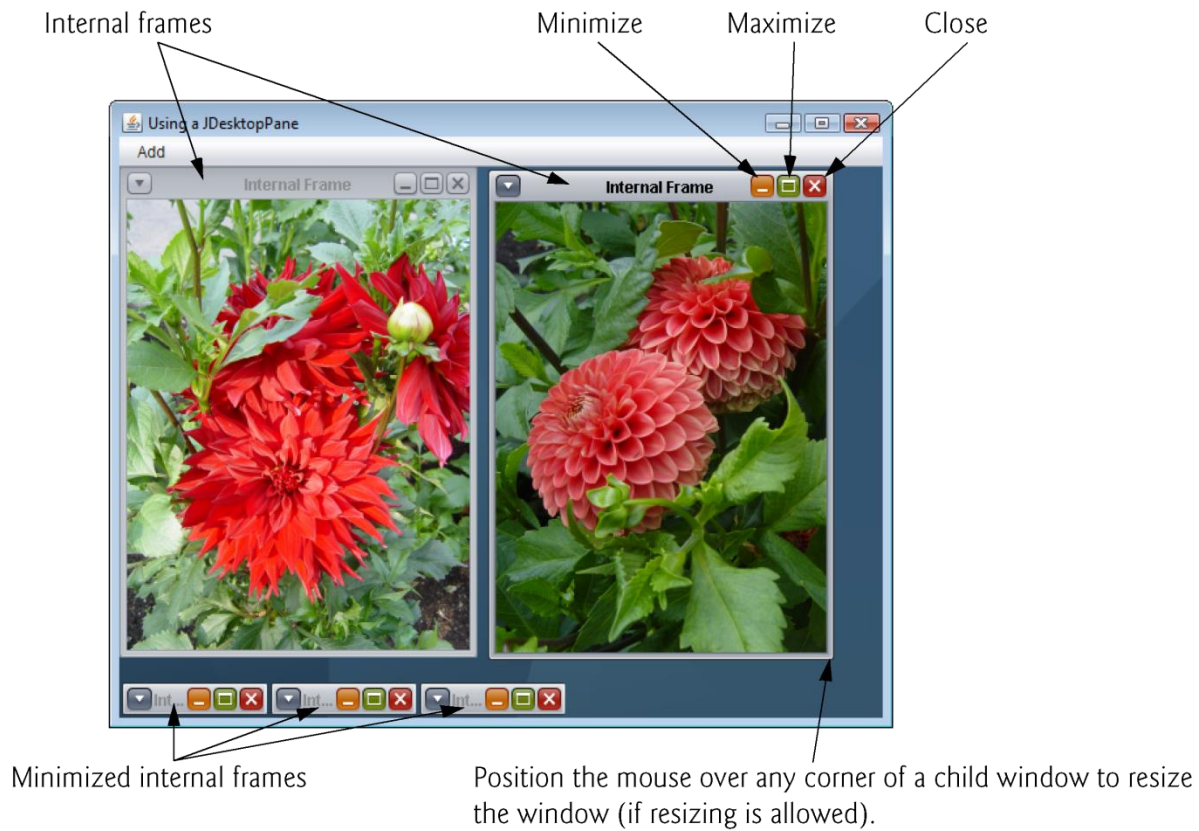 Internal frames
Minimize
Maximize
Close
Using a JDesktopPane
Add
Internal Frame
Internal Frame
Int...
Int...
Int...
Minimized internal frames
Position the mouse over any corner of a child window to resize
the window (if resizing is allowed).